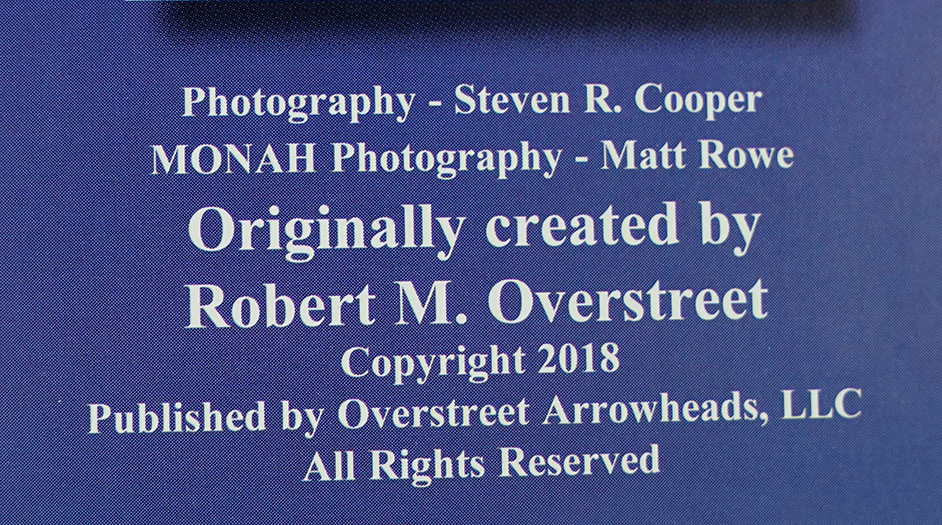 Photography - Steven R. Cooper
MONAH Photography - Matt Rowe
Originally created by
Robert M. Overstreet
Copyright 2018
Published by Overstreet Arrowheads, LLC
All Rights Reserved